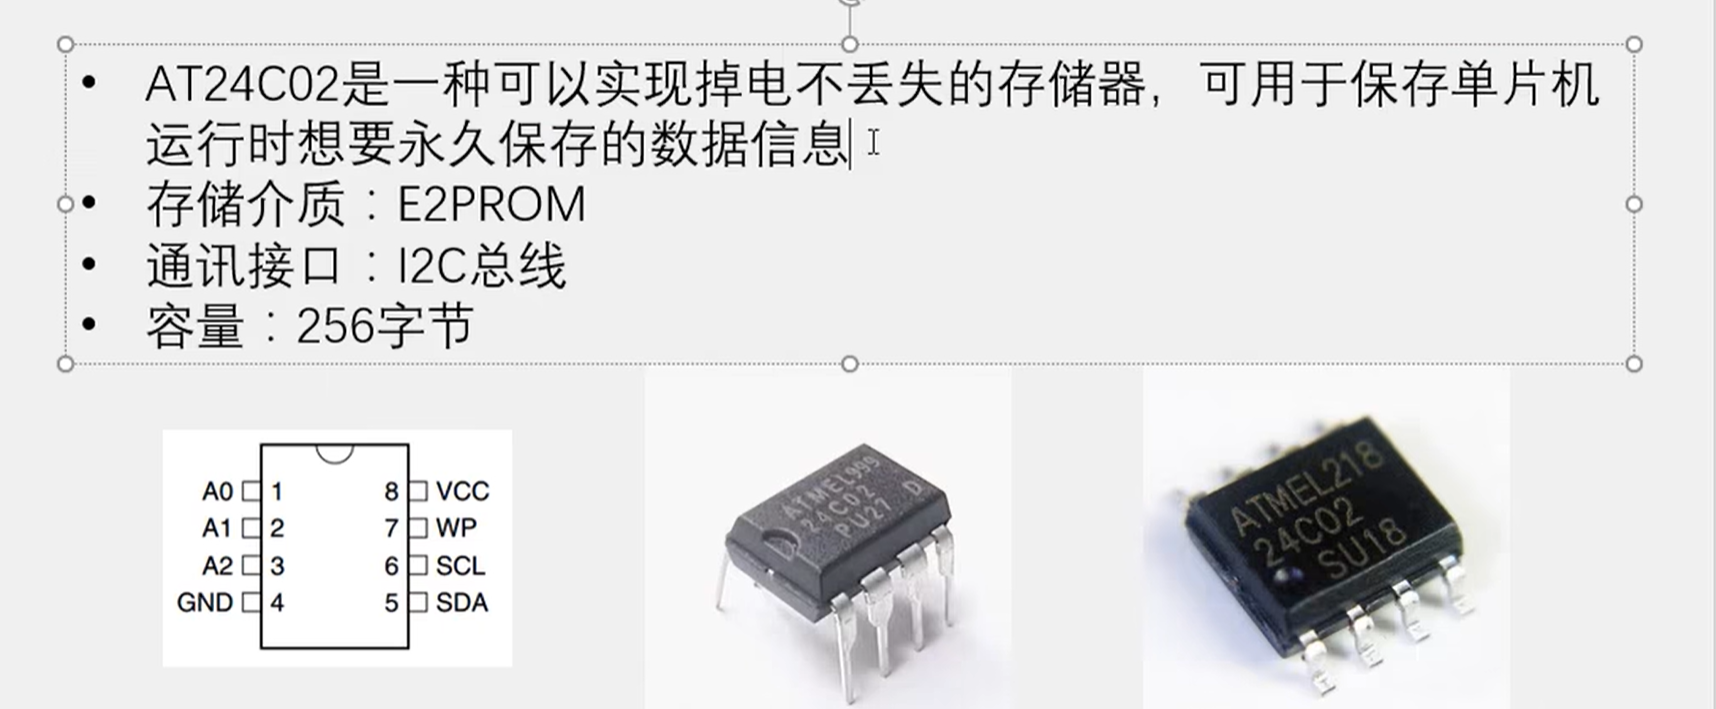 • AT24C02是一种可以实现掉电不丢失的存储器，可用于保存单片机
运行时想要永久保存的数据信息
• 存储介质：E2PROM
• 通讯接口：I2C总线
• 容量：256字节
A0 1 8 VCC
A1 2 7 WP
A2 3 6 SCL
GND 4 5 SDA
ATMEL999
24C02
PU27 D
ATMEL218
24C02
SU18